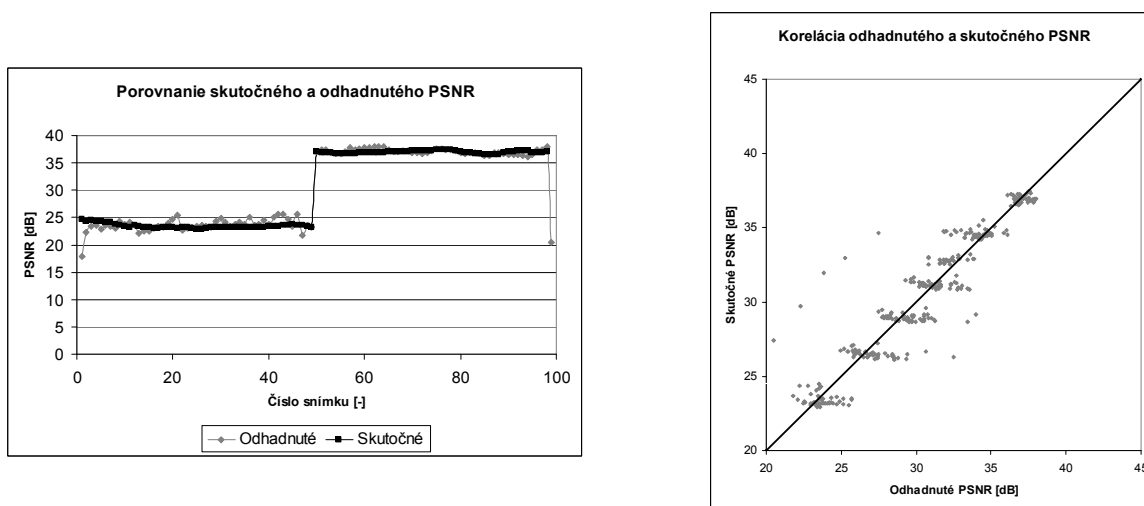 Porovnanie skutočného a odhadnutého PSNR
PSNR [dB]
40
35
30
25
20
15
10
5
0
0 20 40 60 80 100
Číslo snímku [-]
Odhadnuté Skutočné
Korelácia odhadnutého a skutočného PSNR
Skutočné PSNR [dB]
45
40
35
30
25
20
20 25 30 35 40 45
Odhadnuté PSNR [dB]